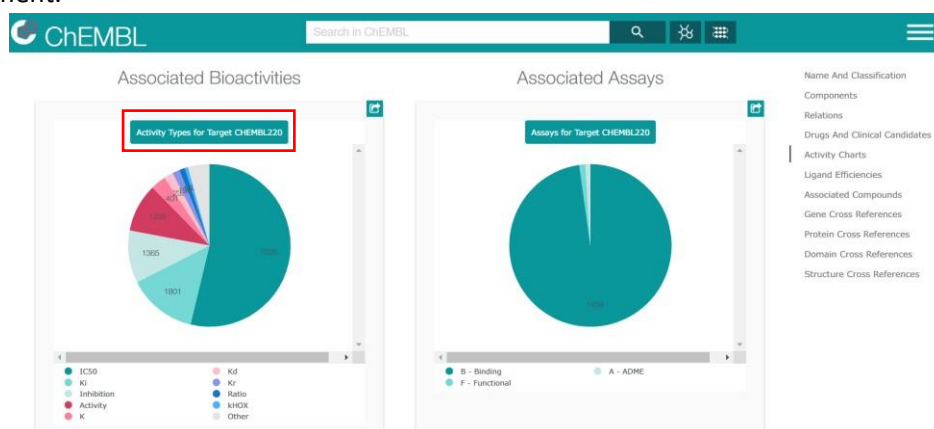 nent.
ChEMBL
Search in ChEMBL
Associated Bioactivities
Activity Types for Target CHEMBL220
1365
1801
IC50
Ki
Inhibition
Activity
K
Kd
Kr
Ratio
kHOX
Other
Associated Assays
Assays for Target CHEMBL220
B - Binding
F - Functional
A - ADME
Name And Classification
Components
Relations
Drugs And Clinical Candidates
Activity Charts
Ligand Efficiencies
Associated Compounds
Gene Cross References
Protein Cross References
Domain Cross References
Structure Cross References